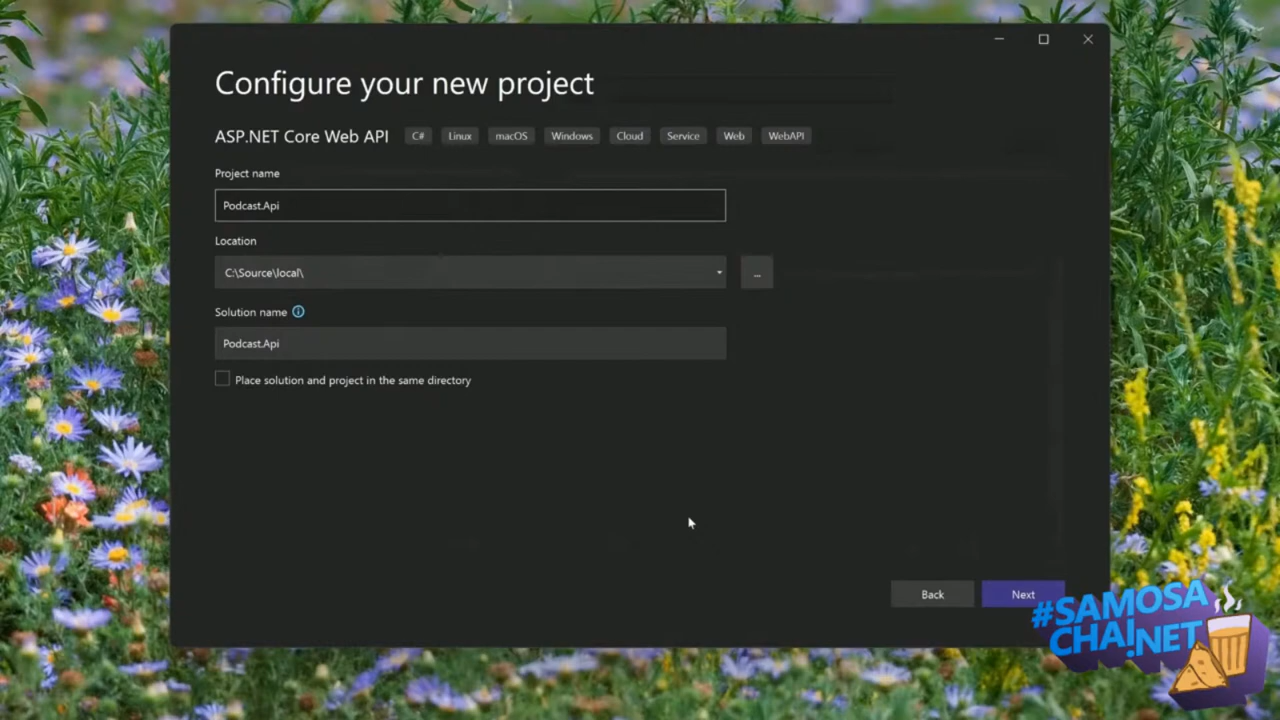 Configure your new project
ASP.NET Core Web API C# Linux macOS Windows Cloud Service Web WebAPI
Project name
Podcast.Api
Location
C:\Source\local\
...
Solution name
Podcast.Api
Place solution and project in the same directory
Back Next
#SAMOSA
CHAI.NET